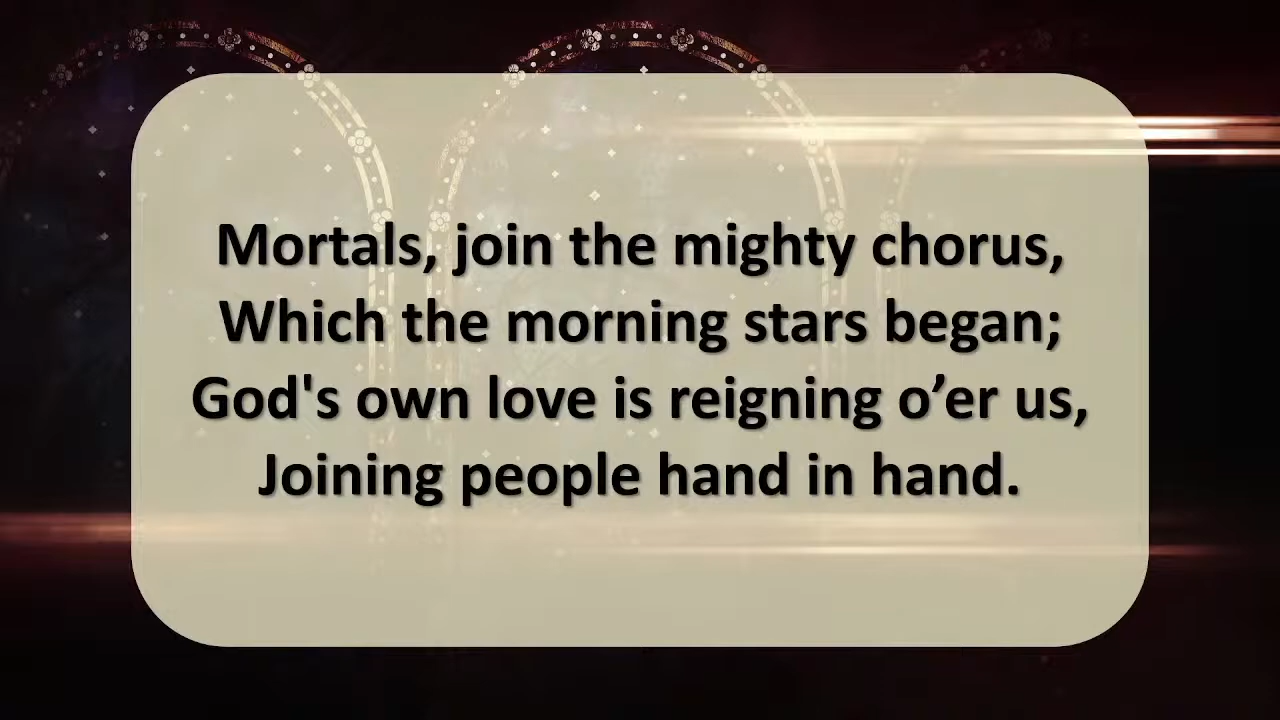 Mortals, join the mighty chorus,
Which the morning stars began;
God's own love is reigning o’er us,
Joining people hand in hand.